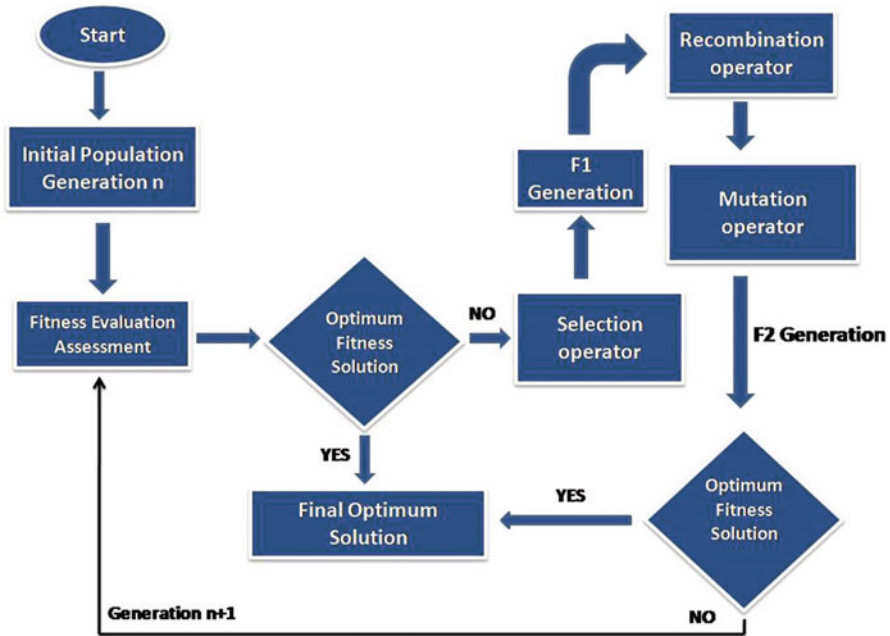 Start
Initial Population
Generation n
Fitness Evaluation
Assessment
Optimum
Fitness
Solution
NO
Selection
operator
F1
Generation
Recombination
operator
Mutation
operator
F2 Generation
YES
Final Optimum
Solution
YES
Optimum
Fitness
Solution
Generation n+1
NO